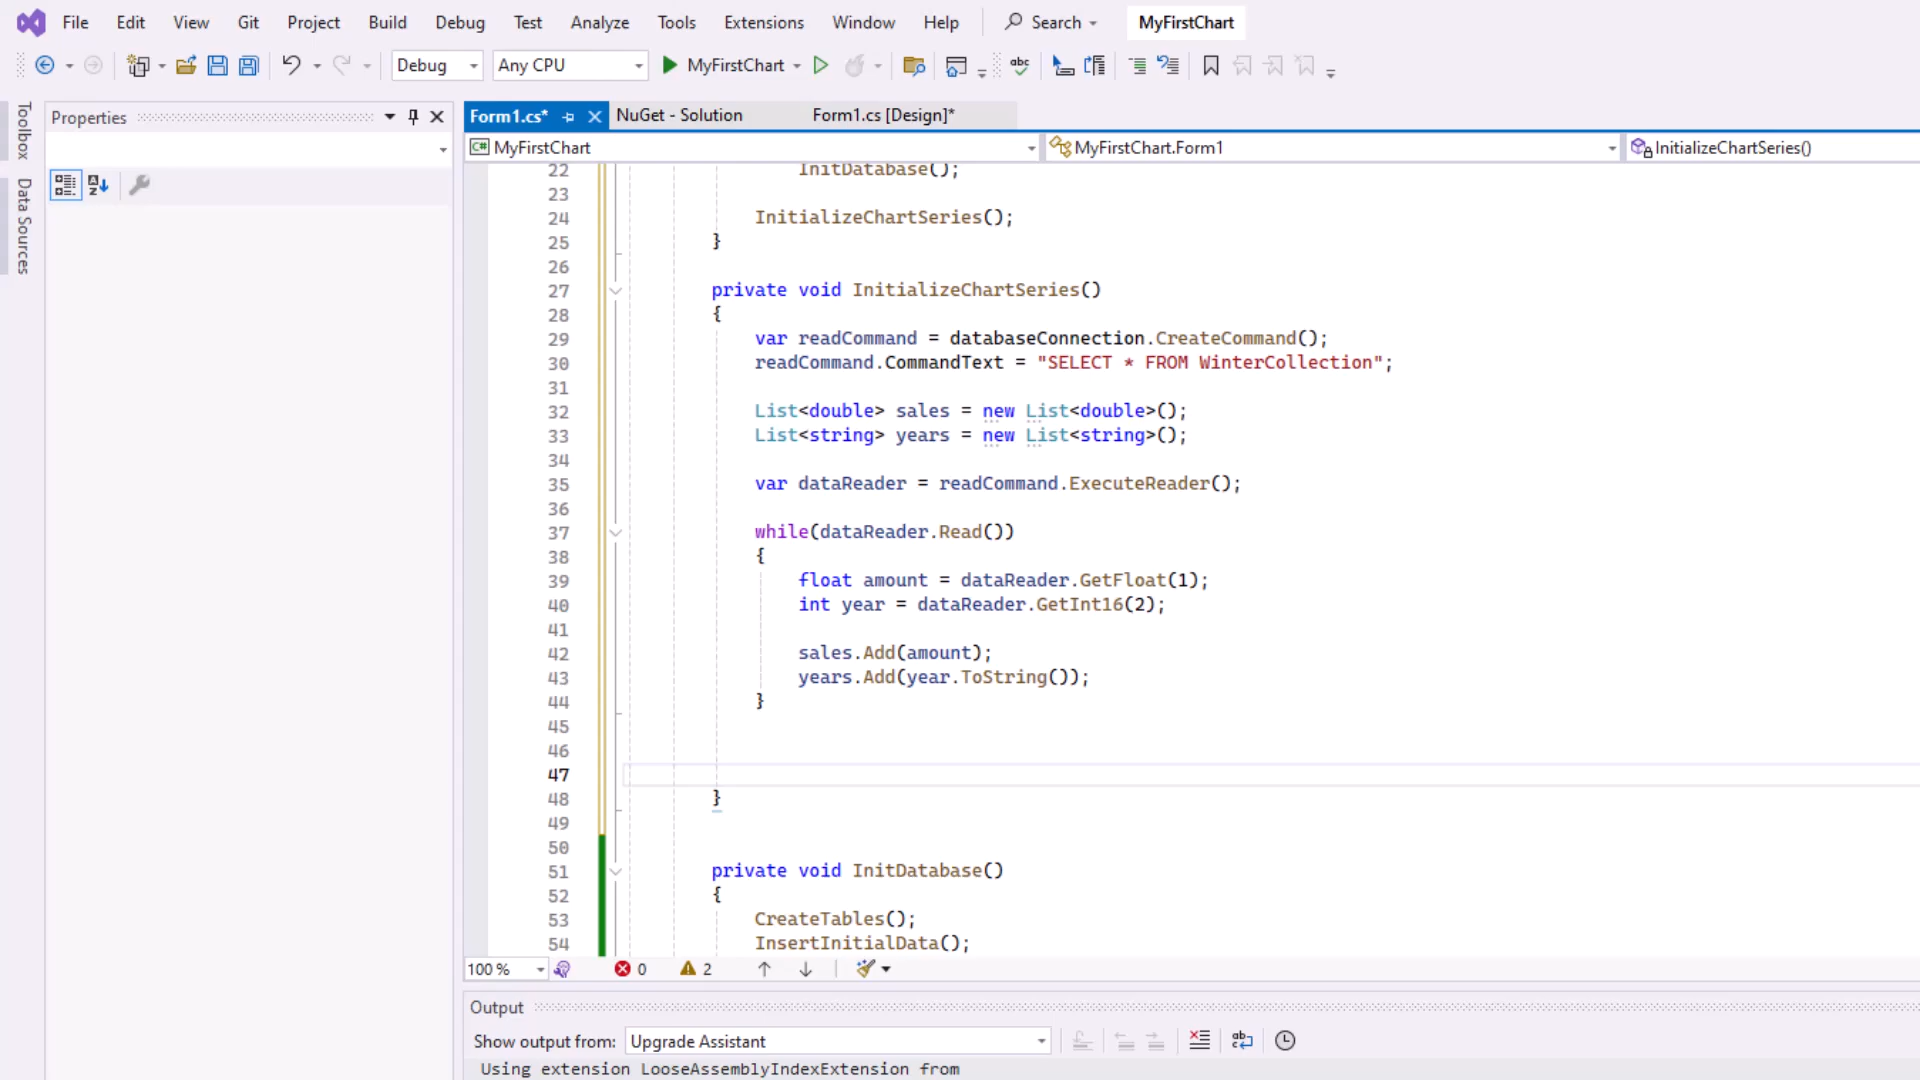 File Edit View Git Project Build Debug Test Analyze Tools Extensions Window Help Search MyFirstChart
Debug Any CPU MyFirstChart
Toolbox
Data Sources
Properties
Form1.cs* NuGet - Solution Form1.cs [Design]*
MyFirstChart MyFirstChart.Form1 InitializeChartSeries()
22 InitDatabase();
23
24 InitializeChartSeries();
25 }
26
27 private void InitializeChartSeries()
28 {
29 var readCommand = databaseConnection.CreateCommand();
30 readCommand.CommandText = "SELECT * FROM WinterCollection";
31
32 List<double> sales = new List<double>();
33 List<string> years = new List<string>();
34
35 var dataReader = readCommand.ExecuteReader();
36
37 while(dataReader.Read())
38 {
39 float amount = dataReader.GetFloat(1);
40 int year = dataReader.GetInt16(2);
41
42 sales.Add(amount);
43 years.Add(year.ToString());
44 }
45
46
47
48 }
49
50
51 private void InitDatabase()
52 {
53 CreateTables();
54 InsertInitialData();
100 % 0 2
Output
Show output from: Upgrade Assistant
Using extension LooseAssemblyIndexExtension from